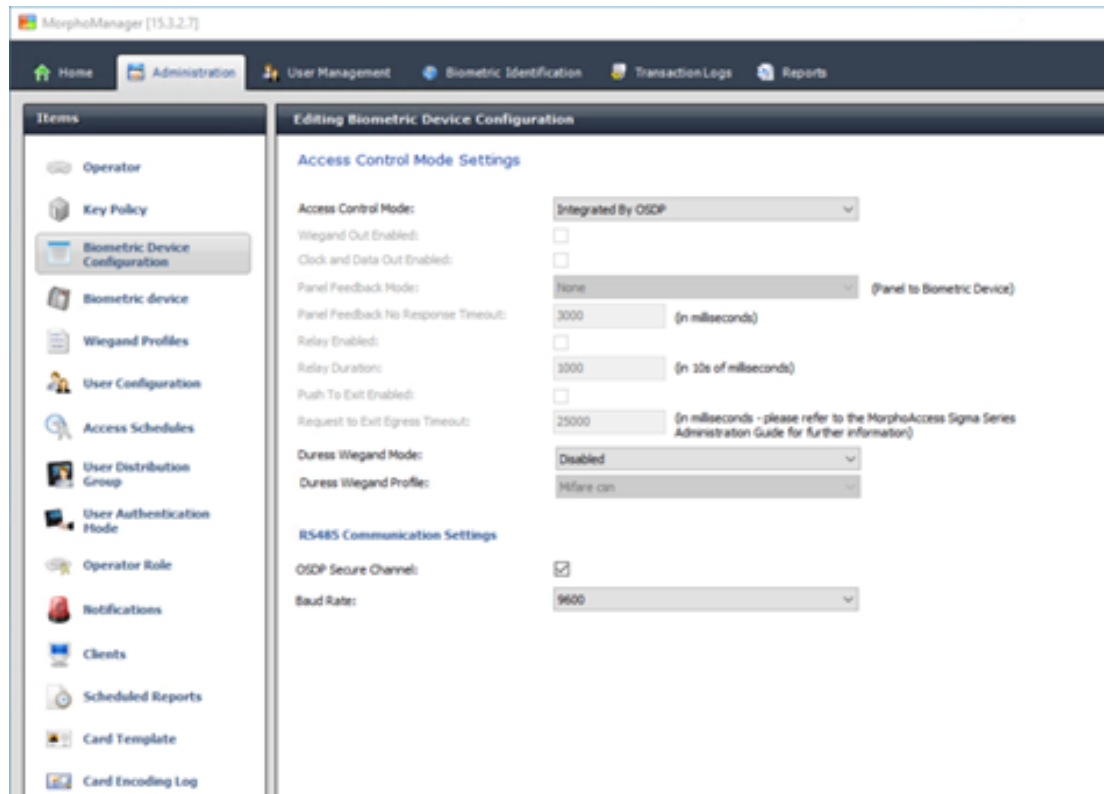 MorphoManager [15.3.2.7]
Home Administration User Management Biometric Identification Transaction Logs Reports
Items
Operator
Key Policy
Biometric Device
Configuration
Biometric device
Wiegand Profiles
User Configuration
Access Schedules
User Distribution
Group
User Authentication
Mode
Operator Role
Notifications
Clients
Scheduled Reports
Card Template
Card Encoding Log
Editing Biometric Device Configuration
Access Control Mode Settings
Access Control Mode: Integrated By OSDP
Wiegand Out Enabled:
Clock and Data Out Enabled:
Panel Feedback Mode: None (Panel to Biometric Device)
Panel Feedback No Response Timeout: 3000 (in milliseconds)
Relay Enabled:
Relay Duration: 1000 (in 10s of milliseconds)
Push To Exit Enabled:
Request to Exit Egress Timeout: 25000 (in milliseconds - please refer to the MorphoAccess Sigma Series
Administration Guide for further information)
Duress Wiegand Mode: Disabled
Duress Wiegand Profile: Mifare csn
RS485 Communication Settings
OSDP Secure Channel:
Baud Rate: 9600